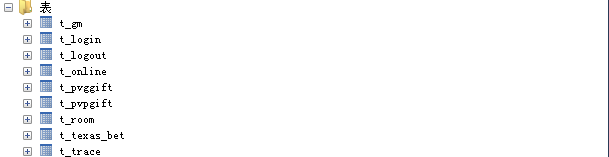 表
t_gm
t_login
t_logout
t_online
t_pvggift
t_pvpgift
t_room
t_texas_bet
t_trace